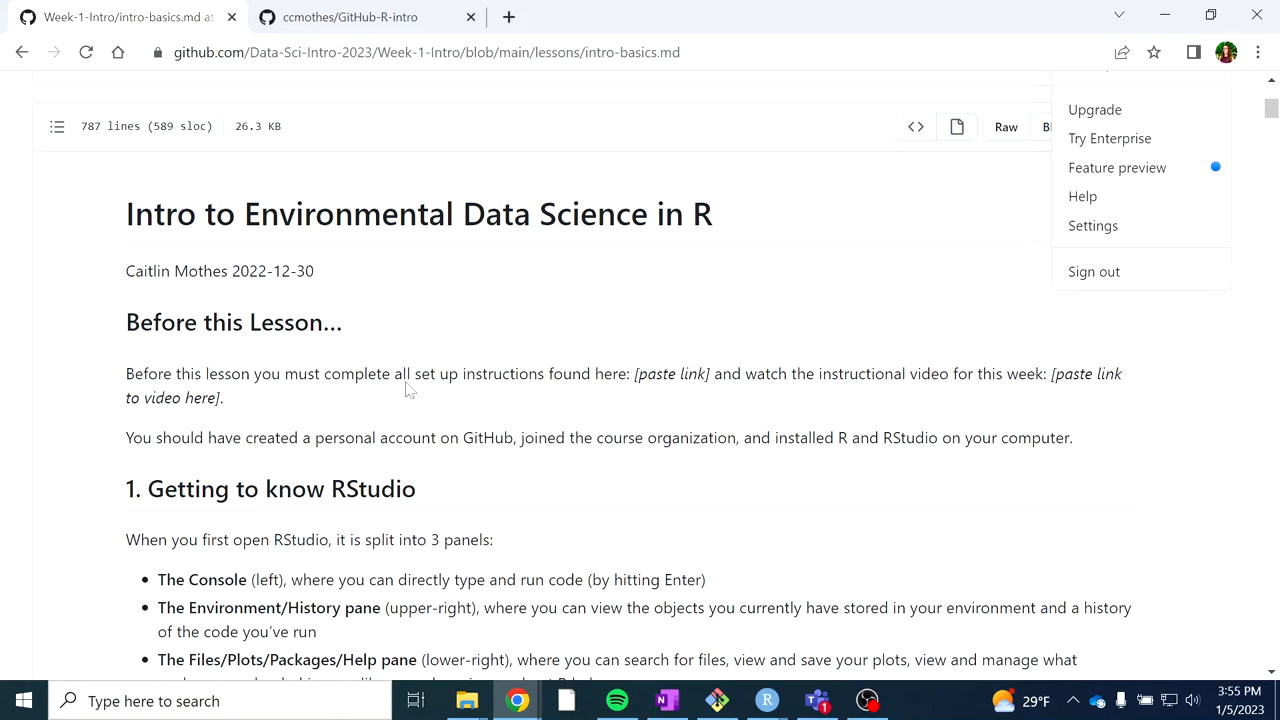 Week-1-Intro/intro-basics.md at
ccmothes/GitHub-R-intro
github.com/Data-Sci-Intro-2023/Week-1-Intro/blob/main/lessons/intro-basics.md
Upgrade
Try Enterprise
Feature preview
Help
Settings
Sign out
787 lines (589 sloc)
26.3 KB
Raw
Intro to Environmental Data Science in R
Caitlin Mothes 2022-12-30
Before this Lesson...
Before this lesson you must complete all set up instructions found here: [paste link] and watch the instructional video for this week: [paste link
to video here].
You should have created a personal account on GitHub, joined the course organization, and installed R and RStudio on your computer.
1. Getting to know RStudio
When you first open RStudio, it is split into 3 panels:
• The Console (left), where you can directly type and run code (by hitting Enter)
• The Environment/History pane (upper-right), where you can view the objects you currently have stored in your environment and a history
of the code you've run
• The Files/Plots/Packages/Help pane (lower-right), where you can search for files, view and save your plots, view and manage what
Type here to search
29°F
3:55 PM
1/5/2023